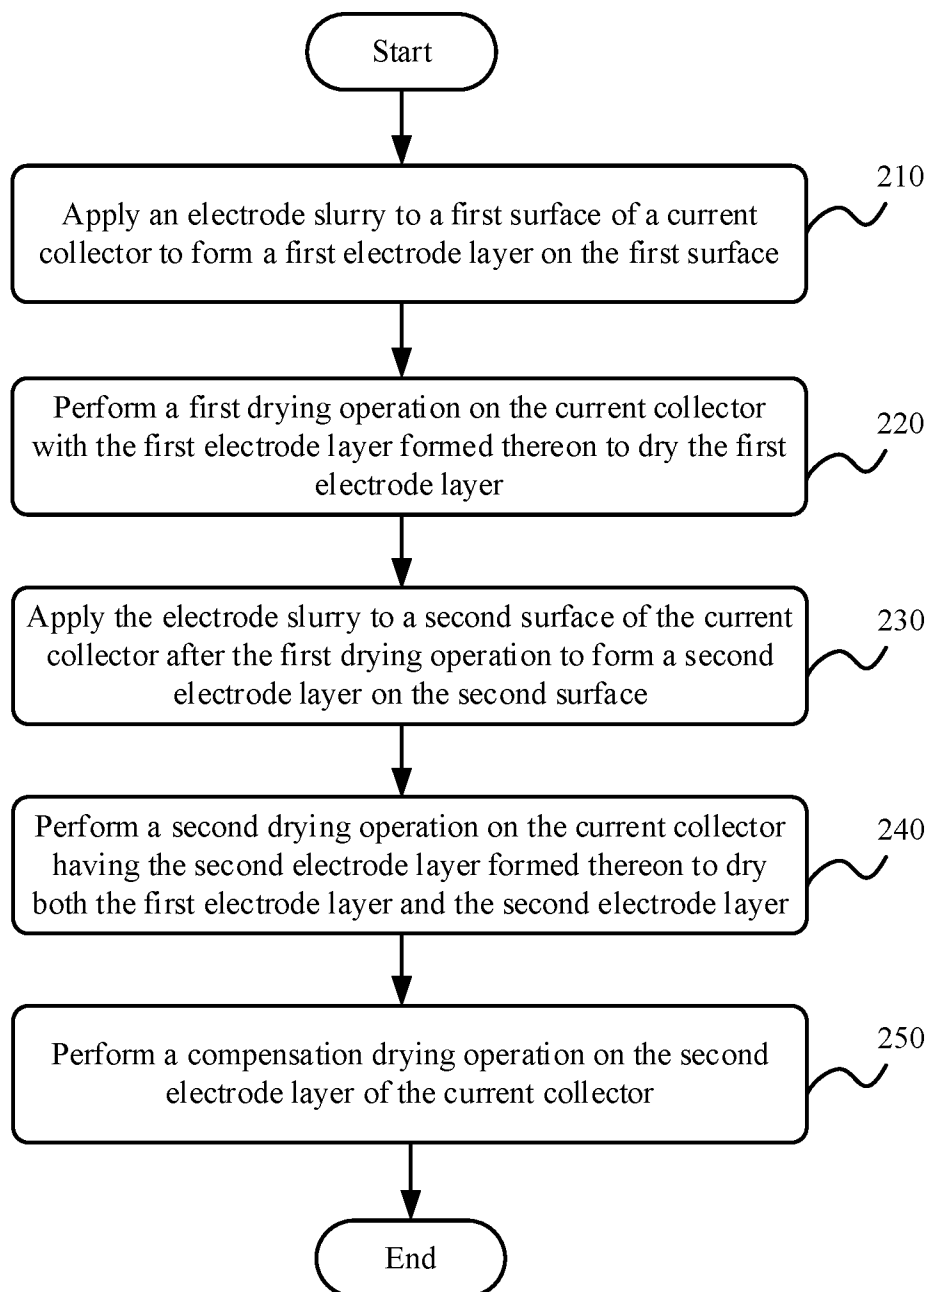 Start
210
Apply an electrode slurry to a first surface of a current
collector to form a first electrode layer on the first surface
220
Perform a first drying operation on the current collector
with the first electrode layer formed thereon to dry the first
electrode layer
230
Apply the electrode slurry to a second surface of the current
collector after the first drying operation to form a second
electrode layer on the second surface
240
Perform a second drying operation on the current collector
having the second electrode layer formed thereon to dry
both the first electrode layer and the second electrode layer
250
Perform a compensation drying operation on the second
electrode layer of the current collector
End